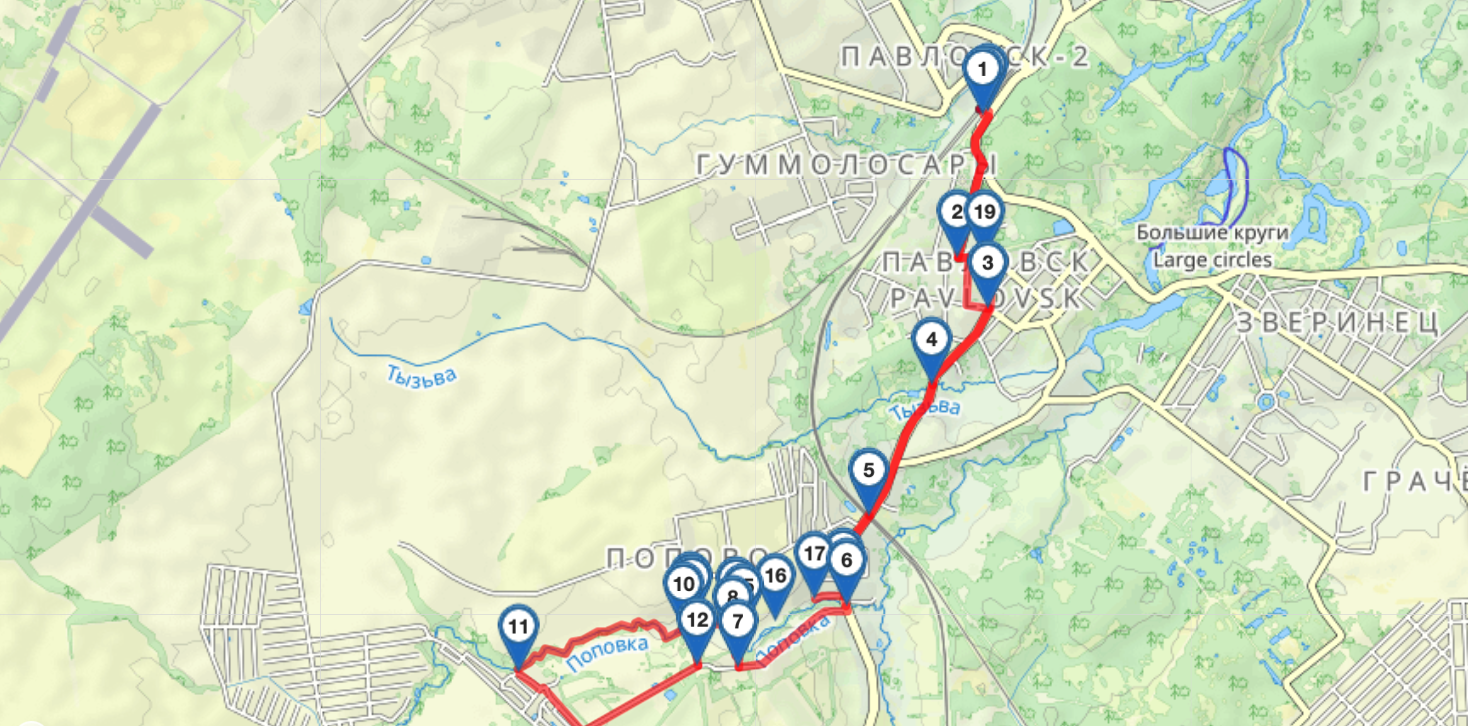 ПАВЛОВСК-2
1
ГУММОЛОСАРЫ
2
19
Большие круги
Large circles
ПАВЛОВСК
3
PAVLOVSK
ЗВЕРИНЕЦ
4
Тызьва
Тызьва
5
ГРАЧЁ
ПОПОВО
17
6
10
16
5
8
12
7
11
Поповка
Поповка